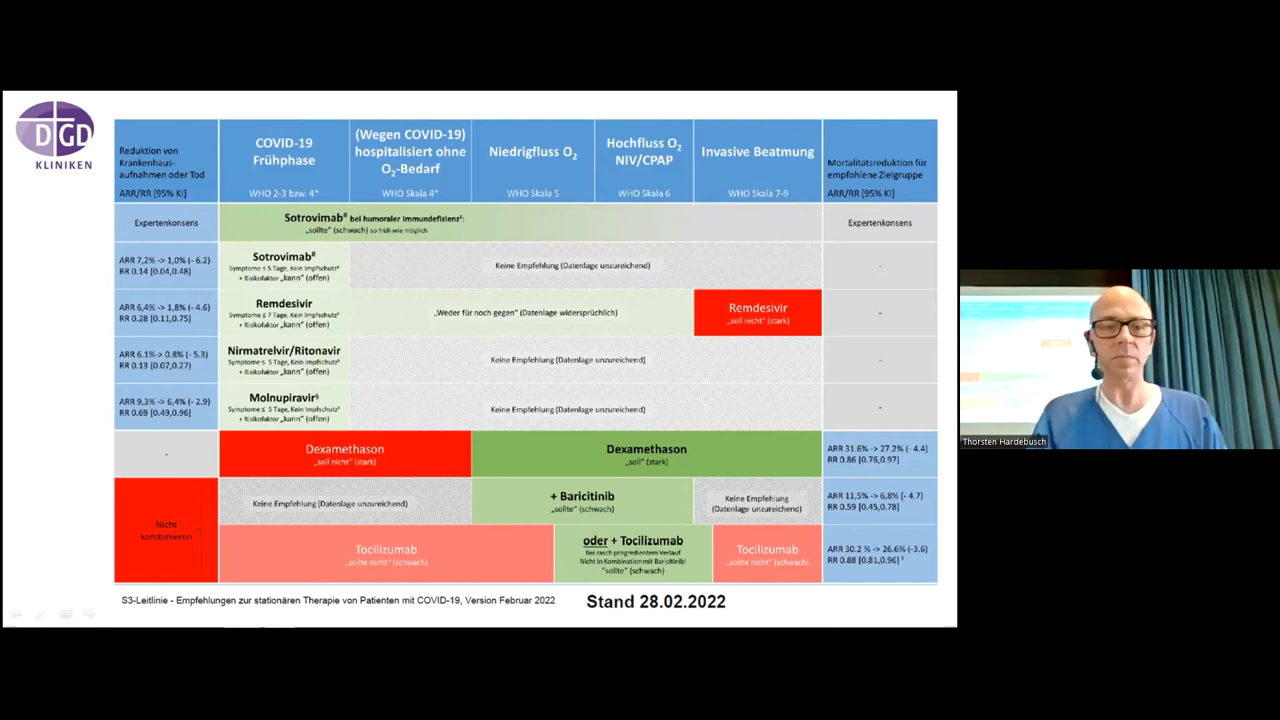 DGD
KLINIKEN
Reduktion von
Krankenhaus-
aufnahmen oder Tod
ARR/RR [95% KI]
COVID-19
Frühphase
WHO 2-3 bzw. 4*
(Wegen COVID-19)
hospitalisiert ohne
O2-Bedarf
WHO Skala 4*
Niedrigfluss O2
WHO Skala 5
Hochfluss O2
NIV/CPAP
WHO Skala 6
Invasive Beatmung
WHO Skala 7-9
Mortalitätsreduktion für
empfohlene Zielgruppe
ARR/RR [95% KI]
Expertenkonsens
Sotrovimab# bei humoraler Immundefizienz:
„sollte" (schwach) so früh wie möglich
Expertenkonsens
ARR 7,2% -> 1,0% (- 6.2)
RR 0.14 [0.04,0.48]
Sotrovimab#
Symptome ≤ 5 Tage, Kein Impfschutz
+ Risikofaktor „kann" (offen)
Keine Empfehlung (Datenlage unzureichend)
-
ARR 6,4% -> 1,8% (- 4.6)
RR 0.28 [0.11,0.75]
Remdesivir
Symptome ≤ 7 Tage, Kein Impfschutz
+ Risikofaktor „kann" (offen)
„Weder für noch gegen" (Datenlage widersprüchlich)
Remdesivir
„soll nicht" (stark)
-
ARR 6.1%-> 0.8% (- 5.3)
RR 0.13 [0.07,0.27]
Nirmatrelvir/Ritonavir
Symptome ≤ 5 Tage, Kein Impfschutz
+ Risikofaktor „kann" (offen)
Keine Empfehlung (Datenlage unzureichend)
-
ARR 9,3% -> 6,4% (- 2.9)
RR 0.69 [0.49,0.96]
Molnupiravir§
Symptome ≤ 5 Tage, Kein Impfschutz
+ Risikofaktor „kann" (offen)
Keine Empfehlung (Datenlage unzureichend)
-
-
Dexamethason
„soll nicht" (stark)
Dexamethason
„soll" (stark)
ARR 31.6% -> 27.2% (- 4.4)
RR 0.86 [0.76,0.97]
Nicht
kombinieren
Keine Empfehlung (Datenlage unzureichend)
+ Baricitinib
„sollte" (schwach)
Keine Empfehlung
(Datenlage unzureichend)
ARR 11,5% -> 6,8% (- 4.7)
RR 0.59 [0.45,0.78]
Tocilizumab
„sollte nicht" (schwach)
oder + Tocilizumab
Bei rasch progredientem Verlauf
Nicht in Kombination mit Baricitinib!
"sollte" (schwach)
Tocilizumab
„sollte nicht" (schwach)
ARR 30.2 % -> 26.6% (-3.6)
RR 0.88 [0.81,0.96]
S3-Leitlinie - Empfehlungen zur stationären Therapie von Patienten mit COVID-19, Version Februar 2022
Stand 28.02.2022
Thorsten Hardebusch